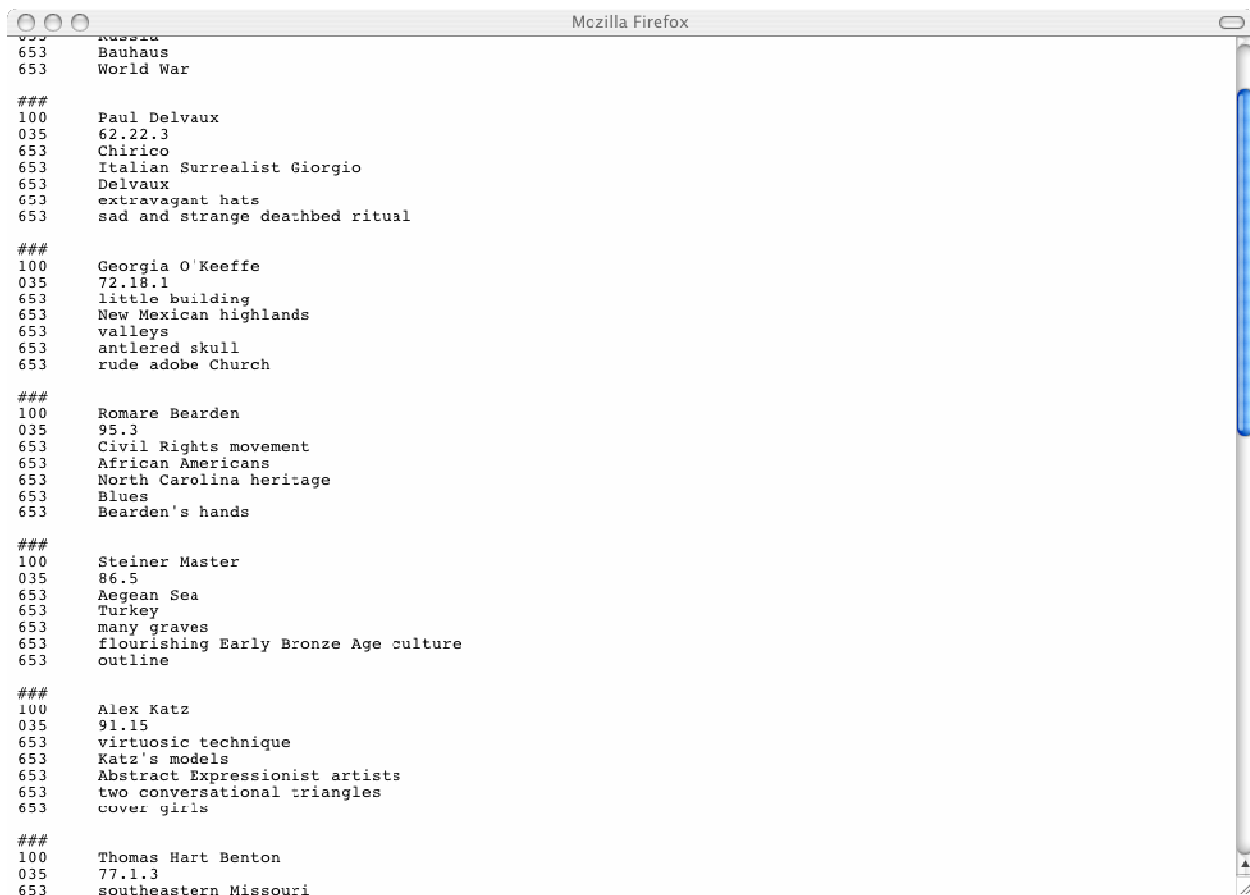 Mozilla Firefox
653 Russia
653 Bauhaus
653 World War
###
100 Paul Delvaux
035 62.22.3
653 Chirico
653 Italian Surrealist Giorgio
653 Delvaux
653 extravagant hats
653 sad and strange deathbed ritual
###
100 Georgia O'Keeffe
035 72.18.1
653 little building
653 New Mexican highlands
653 valleys
653 antlered skull
653 rude adobe Church
###
100 Romare Bearden
035 95.3
653 Civil Rights movement
653 African Americans
653 North Carolina heritage
653 Blues
653 Bearden's hands
###
100 Steiner Master
035 86.5
653 Aegean Sea
653 Turkey
653 many graves
653 flourishing Early Bronze Age culture
653 outline
###
100 Alex Katz
035 91.15
653 virtuosic technique
653 Katz's models
653 Abstract Expressionist artists
653 two conversational triangles
653 cover girls
###
100 Thomas Hart Benton
035 77.1.3
653 southeastern Missouri